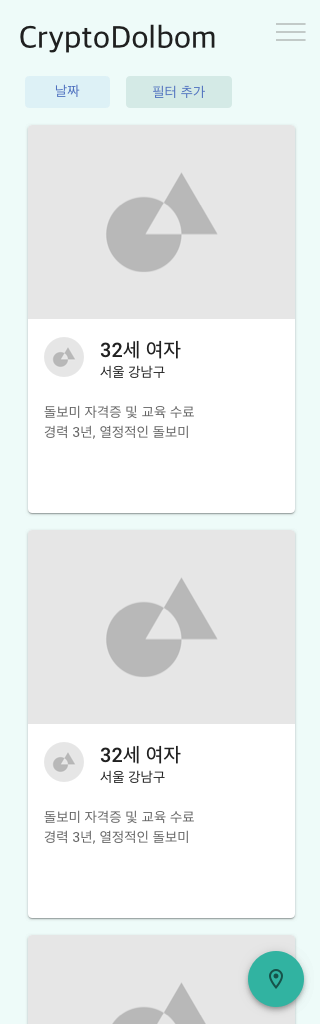 CryptoDolbom
날짜
필터 추가
32세 여자
서울 강남구
돌보미 자격증 및 교육 수료
경력 3년, 열정적인 돌보미
32세 여자
서울 강남구
돌보미 자격증 및 교육 수료
경력 3년, 열정적인 돌보미